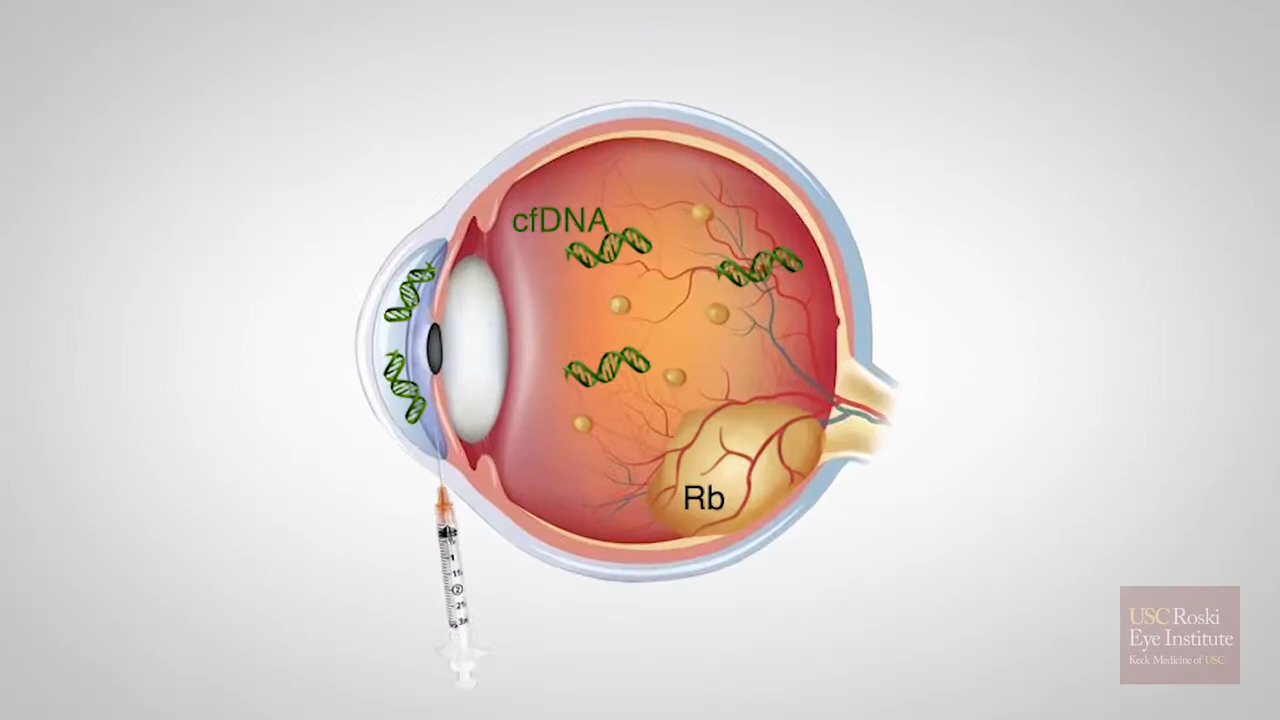 cfDNA
Rb
USC Roski
Eye Institute
Keck Medicine of USC